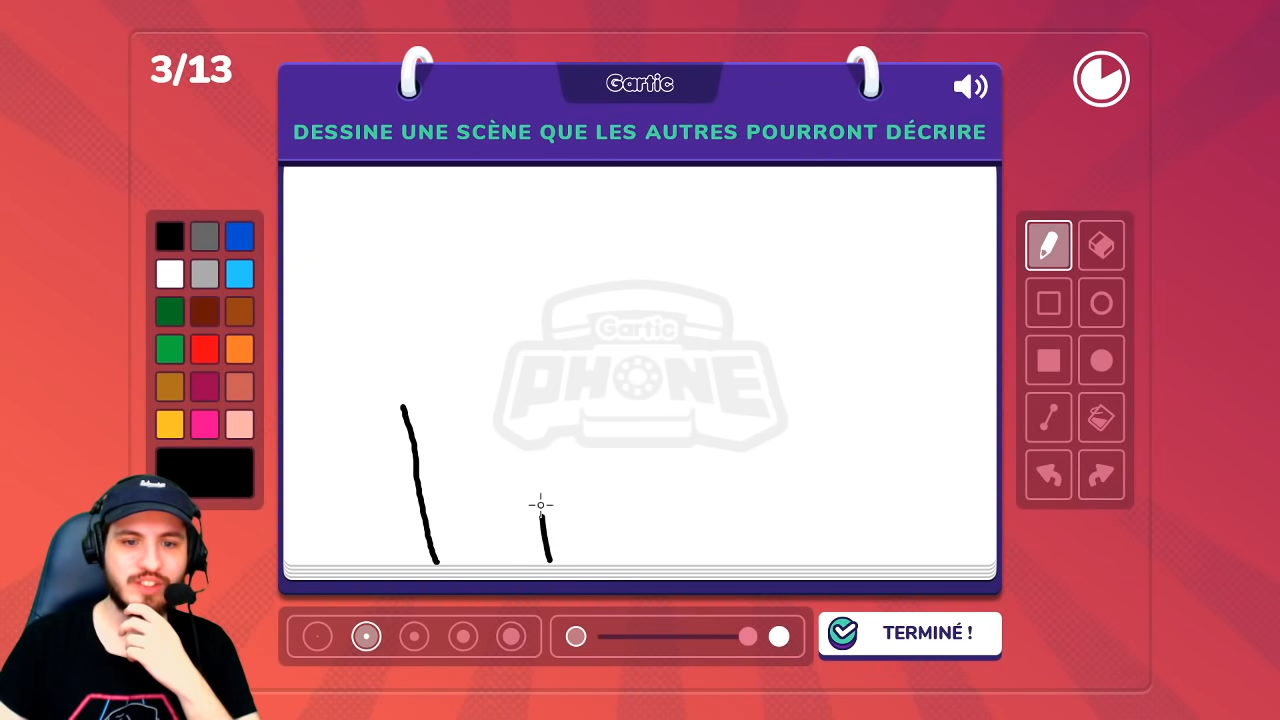 3/13
Gartic
DESSINE UNE SCÈNE QUE LES AUTRES POURRONT DÉCRIRE
Gartic
PHONE
TERMINÉ !